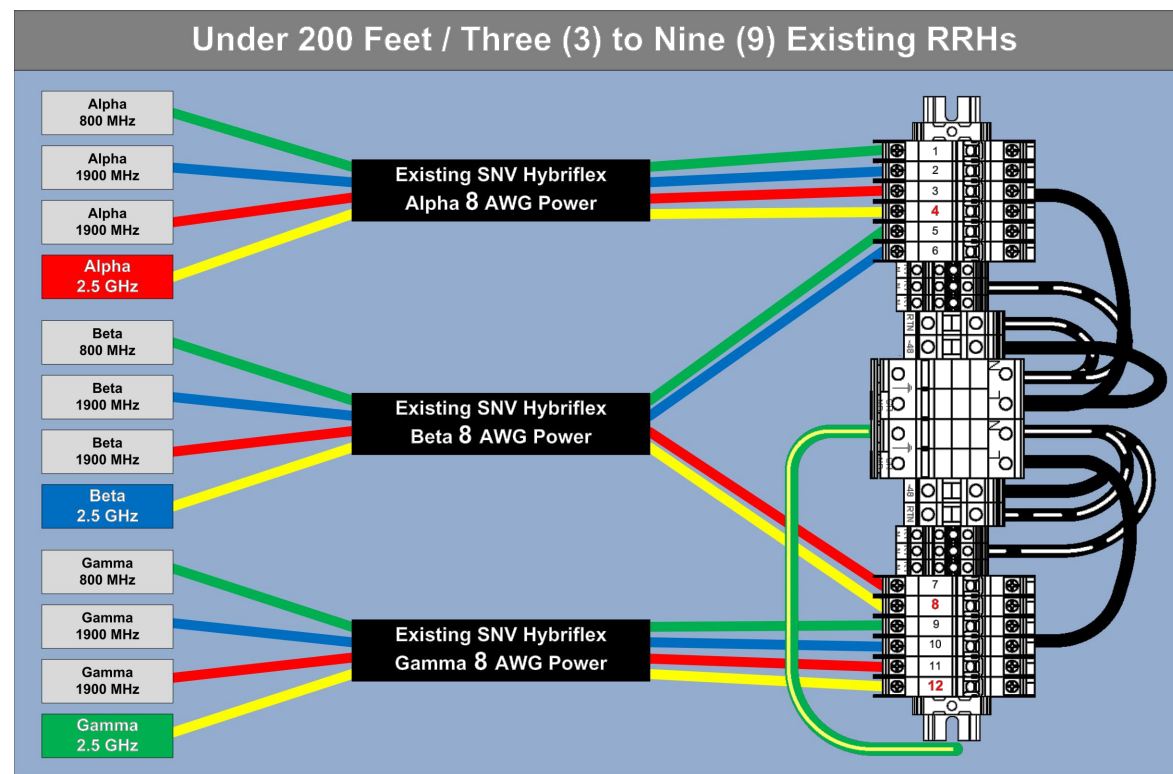 Under 200 Feet / Three (3) to Nine (9) Existing RRHs
Alpha
800 MHz
Alpha
1900 MHz
Alpha
1900 MHz
Alpha
2.5 GHz
Beta
800 MHz
Beta
1900 MHz
Beta
1900 MHz
Beta
2.5 GHz
Gamma
800 MHz
Gamma
1900 MHz
Gamma
1900 MHz
Gamma
2.5 GHz
Existing SNV Hybriflex
Alpha 8 AWG Power
Existing SNV Hybriflex
Beta 8 AWG Power
Existing SNV Hybriflex
Gamma 8 AWG Power
1
2
3
4
5
6
RTN
-48
N
L
N
L
-48
RTN
7
8
9
10
11
12